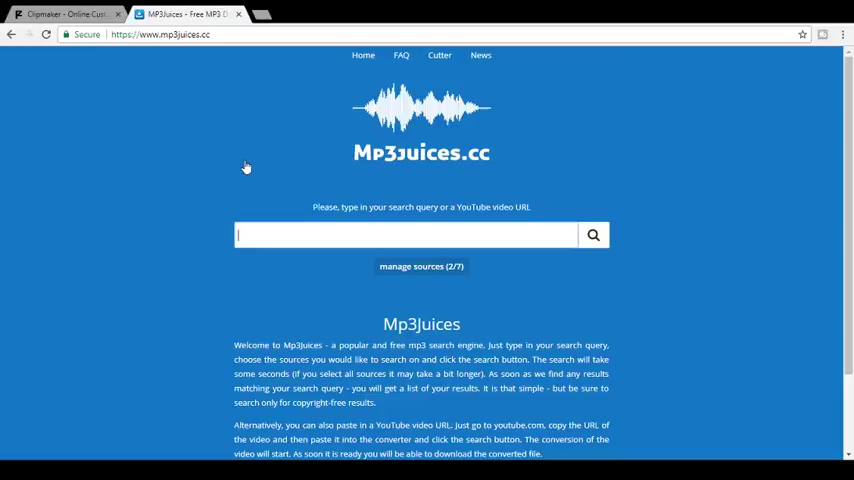 Clipmaker - Online Cust
MP3Juices - Free MP3 D
Secure https://www.mp3juices.cc
Home FAQ Cutter News
Mp3Juices.cc
Please, type in your search query or a YouTube video URL
manage sources (2/7)
Mp3Juices
Welcome to Mp3Juices - a popular and free mp3 search engine. Just type in your search query,
choose the sources you would like to search on and click the search button. The search will take
some seconds (if you select all sources it may take a bit longer). As soon as we find any results
matching your search query - you will get a list of your results. It is that simple - but be sure to
search only for copyright-free results.
Alternatively, you can also paste in a YouTube video URL. Just go to youtube.com, copy the URL of
the video and then paste it into the converter and click the search button. The conversion of the
video will start. As soon it is ready you will be able to download the converted file.